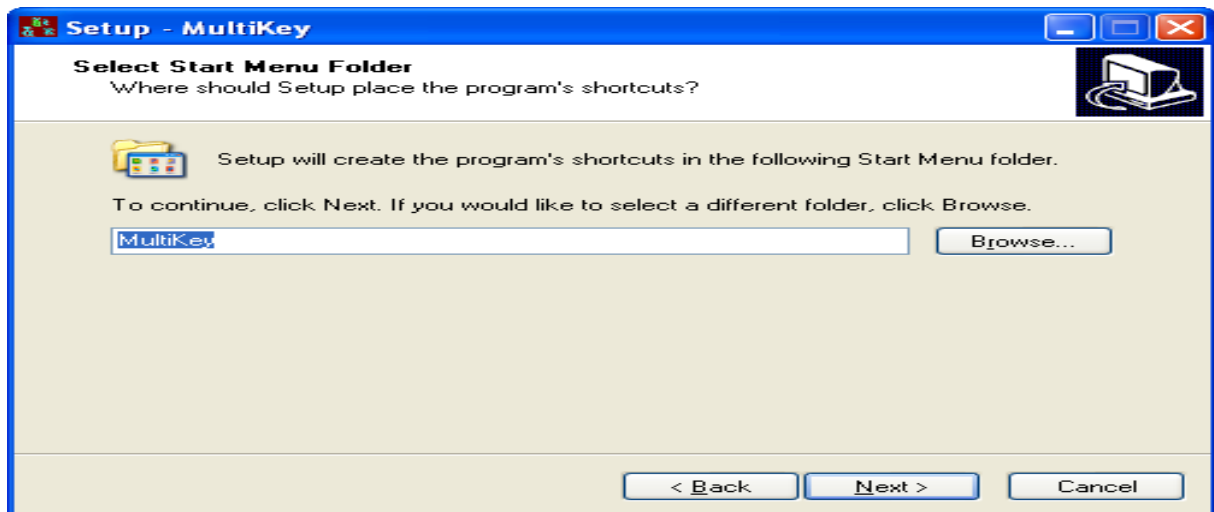 Setup - MultiKey
Select Start Menu Folder
Where should Setup place the program's shortcuts?
Setup will create the program's shortcuts in the following Start Menu folder.
To continue, click Next. If you would like to select a different folder, click Browse.
MultiKey
Browse...
< Back
Next >
Cancel